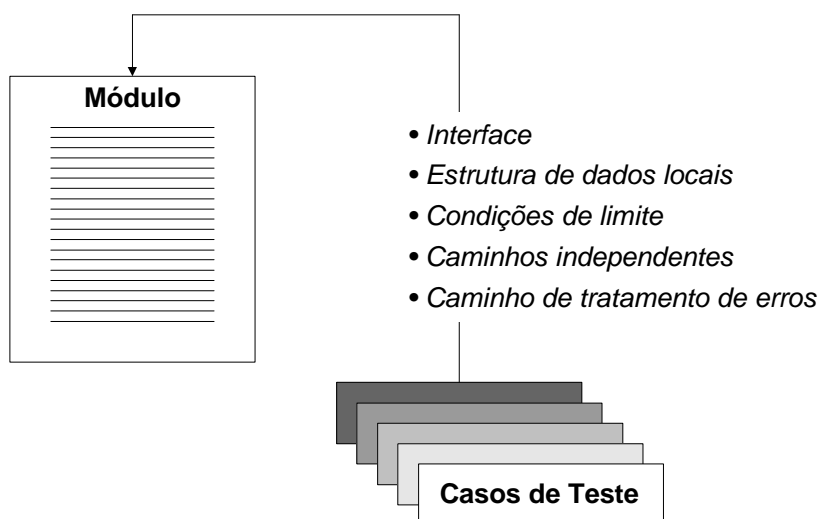 Módulo
• Interface
• Estrutura de dados locais
• Condições de limite
• Caminhos independentes
• Caminho de tratamento de erros
Casos de Teste